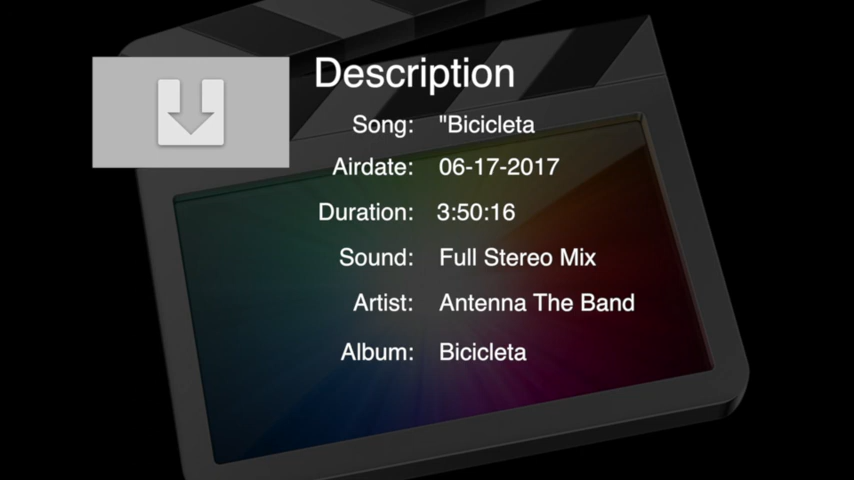 Description
Song: "Bicicleta
Airdate: 06-17-2017
Duration: 3:50:16
Sound: Full Stereo Mix
Artist: Antenna The Band
Album: Bicicleta